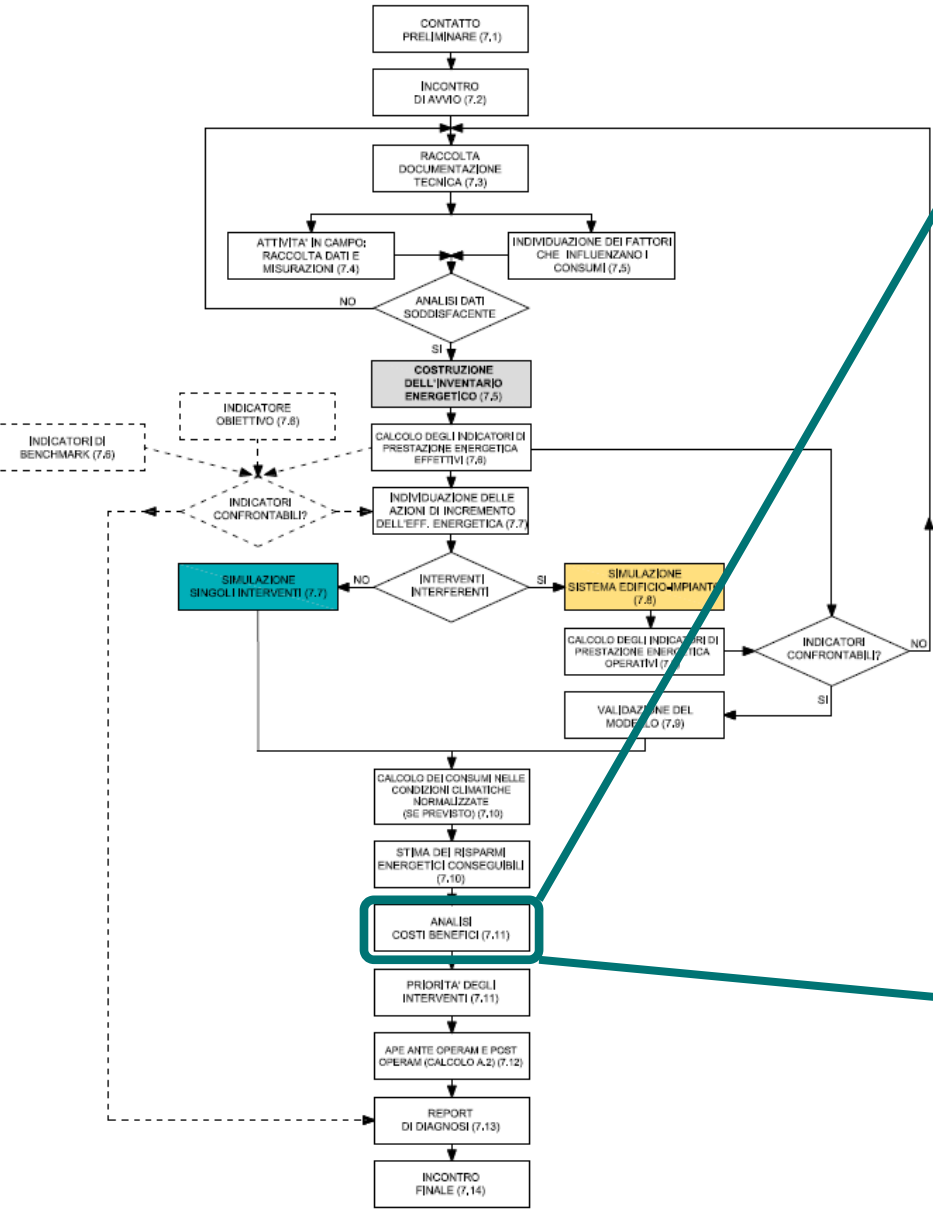 CONTATTO
PRELIMINARE (7.1)
INCONTRO
DI AVVIO (7.2)
RACCOLTA
DOCUMENTAZIONE
TECNICA (7.3)
ATTIVITA' IN CAMPO:
RACCOLTA DATI E
MISURAZIONI (7.4)
INDIVIDUAZIONE DEI FATTORI
CHE INFLUENZANO I
CONSUMI (7.5)
NO
ANALISI DATI
SODDISFACENTE
SI
COSTRUZIONE
DELL'INVENTARIO
ENERGETICO (7.5)
INDICATORE
OBIETTIVO (7.6)
INDICATORI DI
BENCHMARK (7.6)
CALCOLO DEGLI INDICATORI DI
PRESTAZIONE ENERGETICA
EFFETTIVI (7.6)
INDICATORI
CONFRONTABILI?
INDIVIDUAZIONE DELLE
AZIONI DI INCREMENTO
DELL'EFF. ENERGETICA (7.7)
SIMULAZIONE
SINGOLI INTERVENTI (7.7)
NO
INTERVENTI
INTERFERENTI
SI
SIMULAZIONE
SISTEMA EDIFICIO-IMPIANTO
(7.8)
CALCOLO DEGLI INDICATORI DI
PRESTAZIONE ENERGETICA
OPERATIVI
INDICATORI
CONFRONTABILI?
NO
SI
VALIDAZIONE DEL
MODELLO (7.9)
CALCOLO DEI CONSUMI NELLE
CONDIZIONI CLIMATICHE
NORMALIZZATE
(SE PREVISTO) (7.10)
STIMA DEI RISPARMI
ENERGETICI CONSEGUIBILI
(7.10)
ANALISI
COSTI BENEFICI (7.11)
PRIORITA' DEGLI
INTERVENTI (7.11)
APE ANTE OPERAM E POST
OPERAM (CALCOLO A.2) (7.12)
REPORT
DI DIAGNOSI (7.13)
INCONTRO
FINALE (7.14)